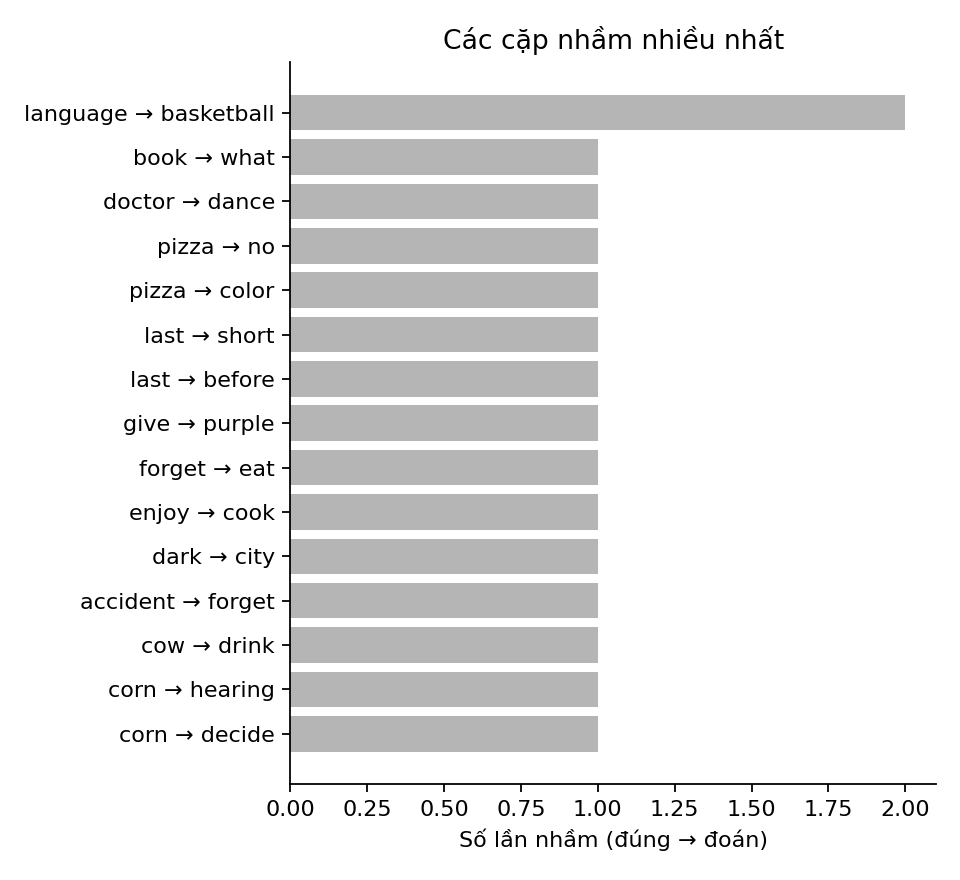 Các cặp nhầm nhiều nhất
language → basketball
book → what
doctor → dance
pizza → no
pizza → color
last → short
last → before
give → purple
forget → eat
enjoy → cook
dark → city
accident → forget
cow → drink
corn → hearing
corn → decide
0.00 0.25 0.50 0.75 1.00 1.25 1.50 1.75 2.00
Số lần nhầm (đúng → đoán)